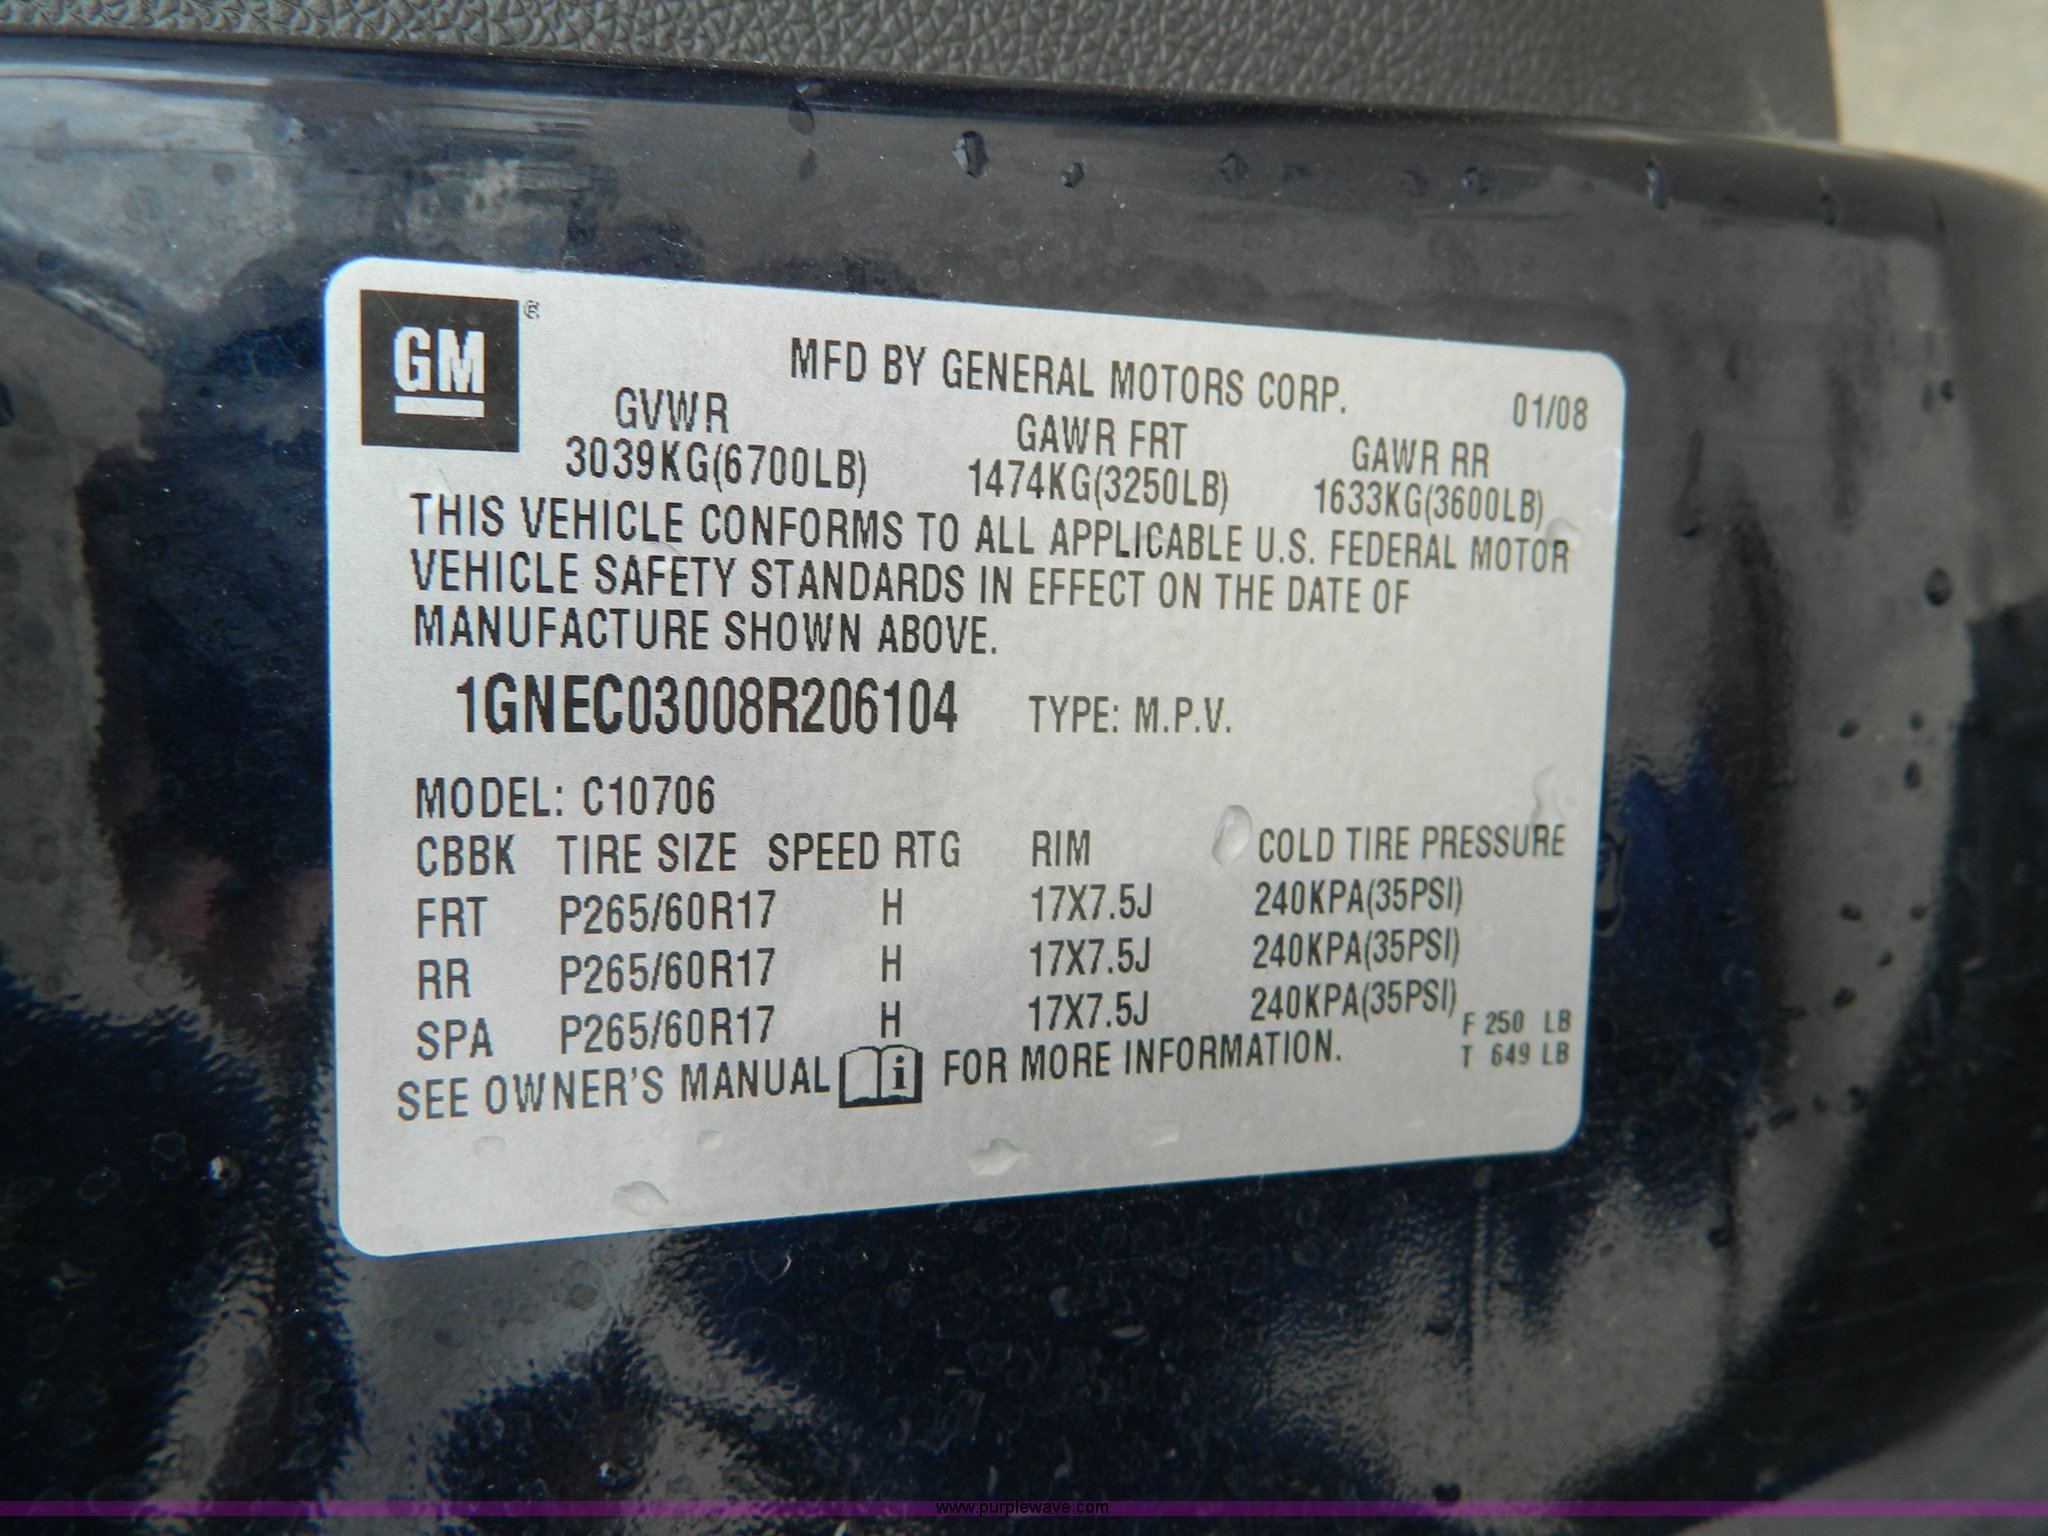 GM ®
MFD BY GENERAL MOTORS CORP.
01/08
GVWR GAWR FRT GAWR RR
3039KG(6700LB) 1474KG(3250LB) 1633KG(3600LB)
THIS VEHICLE CONFORMS TO ALL APPLICABLE U.S. FEDERAL MOTOR
VEHICLE SAFETY STANDARDS IN EFFECT ON THE DATE OF
MANUFACTURE SHOWN ABOVE.
1GNEC03008R206104 TYPE: M.P.V.
MODEL: C10706
CBBK TIRE SIZE SPEED RTG RIM COLD TIRE PRESSURE
FRT P265/60R17 H 17X7.5J 240KPA(35PSI)
RR P265/60R17 H 17X7.5J 240KPA(35PSI)
SPA P265/60R17 H 17X7.5J 240KPA(35PSI)
F 250 LB
T 649 LB
SEE OWNER'S MANUAL i FOR MORE INFORMATION.
www.purplewave.com